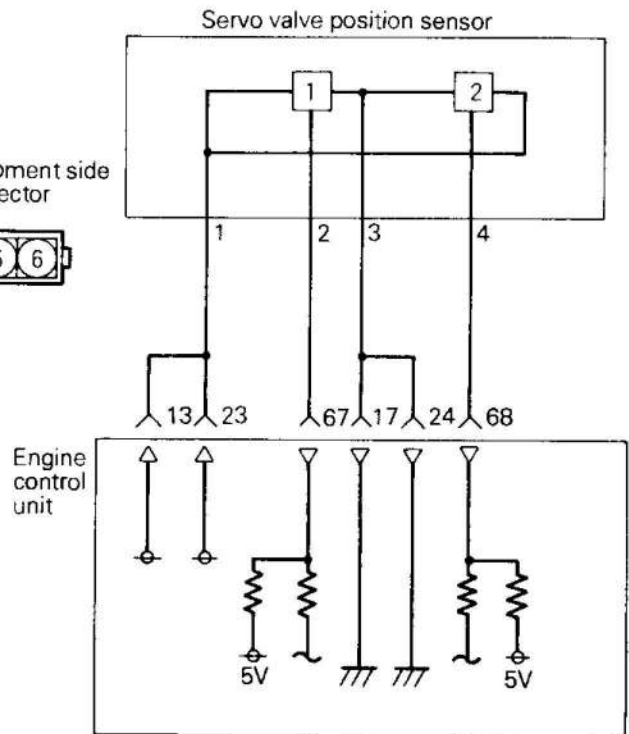 Servo valve position sensor
1 2
oment side
ector
6
1 2 3 4
13 23 67 17 24 68
Engine
control
unit
5V 5V